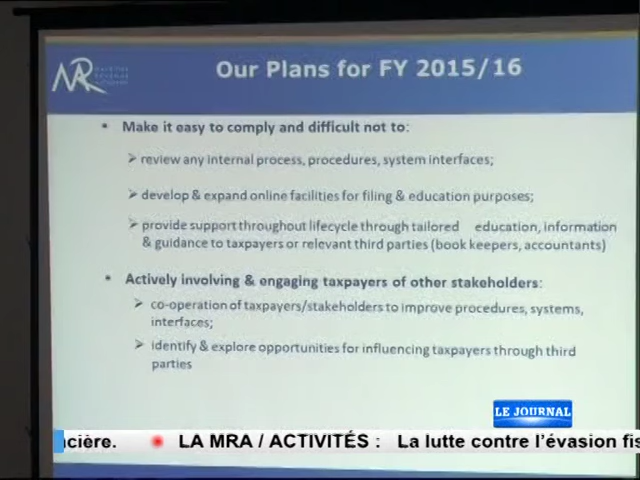 MRA
Our Plans for FY 2015/16
• Make it easy to comply and difficult not to:
➢ review any internal process, procedures, system interfaces;
➢ develop & expand online facilities for filing & education purposes;
➢ provide support throughout lifecycle through tailored education, information
& guidance to taxpayers or relevant third parties (book keepers, accountants)
• Actively involving & engaging taxpayers of other stakeholders:
➢ co-operation of taxpayers/stakeholders to improve procedures, systems,
interfaces;
➢ identify & explore opportunities for influencing taxpayers through third
parties
LE JOURNAL
cière. LA MRA / ACTIVITÉS : La lutte contre l'évasion fis